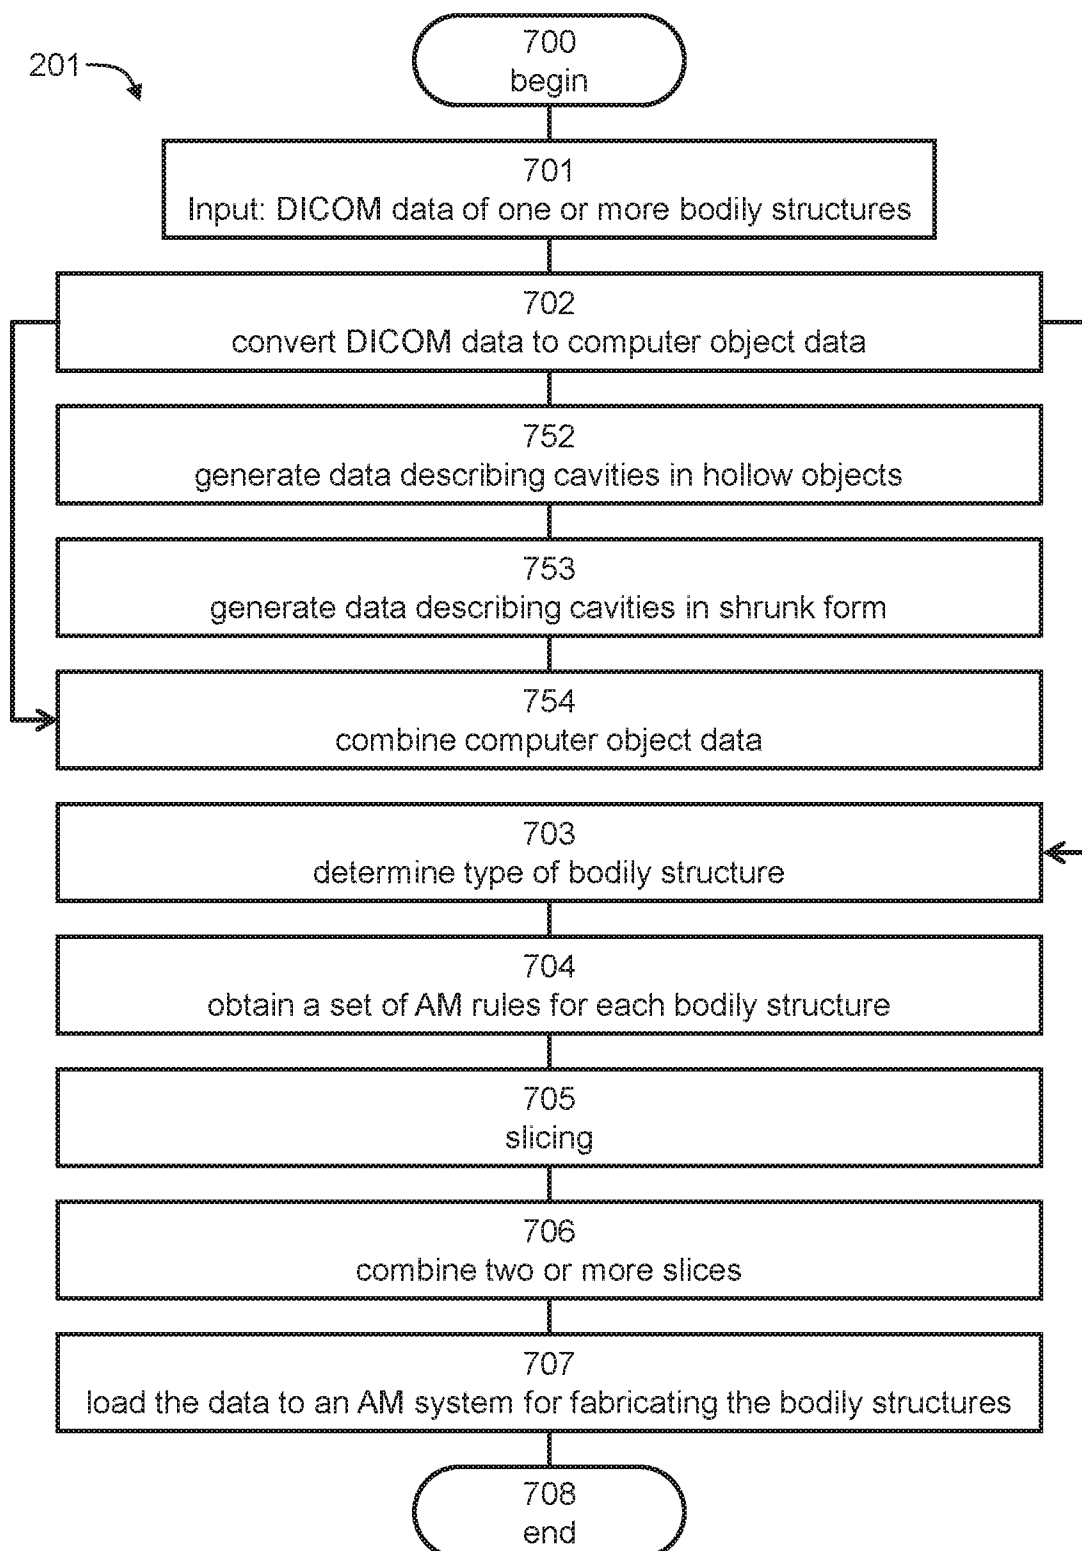 201
700
begin
701
Input: DICOM data of one or more bodily structures
702
convert DICOM data to computer object data
752
generate data describing cavities in hollow objects
753
generate data describing cavities in shrunk form
754
combine computer object data
703
determine type of bodily structure
704
obtain a set of AM rules for each bodily structure
705
slicing
706
combine two or more slices
707
load the data to an AM system for fabricating the bodily structures
708
end